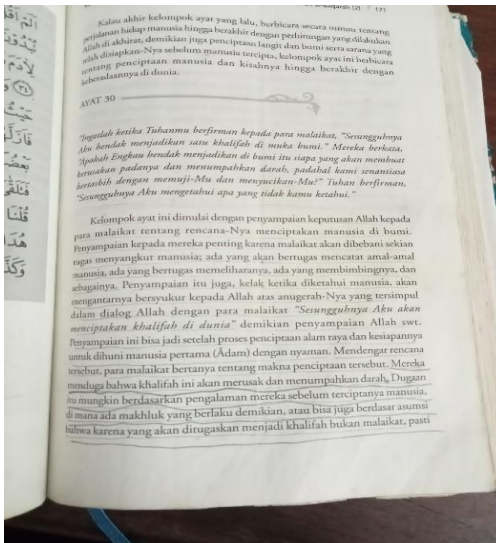 al-Baqarah (2) | 171
Kalau akhir kelompok ayat yang lalu, berbicara secara sumatif tentang
perjalanan hidup manusia hingga berakhir dengan perhitungan yang dilakukan
Allah di akhirat, demikian juga penciptaan langit dan bumi serta sarana yang
telah disiapkan-Nya sebelum manusia tercipta, kelompok ayat ini berbicara
tentang penciptaan manusia dan kisahnya hingga berakhir dengan
keberadaannya di dunia.
AYAT 30
"Ingatlah ketika Tuhanmu berfirman kepada para malaikat, "Sesungguhnya
Aku hendak menjadikan satu khalifah di muka bumi." Mereka berkata,
"Apakah Engkau hendak menjadikan di bumi itu siapa yang akan membuat
kerusakan padanya dan menumpahkan darah, padahal kami senantiasa
bertasbih dengan memuji-Mu dan menyucikan-Mu?" Tuhan berfirman,
"Sesungguhnya Aku mengetahui apa yang tidak kamu ketahui."
Kelompok ayat ini dimulai dengan penyampaian keputusan Allah kepada
para malaikat tentang rencana-Nya menciptakan manusia di bumi.
Penyampaian kepada mereka penting karena malaikat akan dibebani sekian
tugas menyangkut manusia; ada yang akan bertugas mencatat amal-amal
manusia, ada yang bertugas memeliharanya, ada yang membimbingnya, dan
sebagainya. Penyampaian itu juga, kelak ketika diketahui manusia, akan
mengantarnya bersyukur kepada Allah atas anugerah-Nya yang tersimpul
dalam dialog Allah dengan para malaikat "Sesungguhnya Aku akan
menciptakan khalifah di dunia" demikian penyampaian Allah swt.
Penyampaian ini bisa jadi setelah proses penciptaan alam raya dan kesiapannya
untuk dihuni manusia pertama (Âdam) dengan nyaman. Mendengar rencana
tersebut, para malaikat bertanya tentang makna penciptaan tersebut. Mereka
menduga bahwa khalifah ini akan merusak dan menumpahkan darah. Dugaan
itu mungkin berdasarkan pengalaman mereka sebelum terciptanya manusia,
di mana ada makhluk yang berlaku demikian, atau bisa juga berdasar asumsi
bahwa karena yang akan ditugaskan menjadi khalifah bukan malaikat, pasti